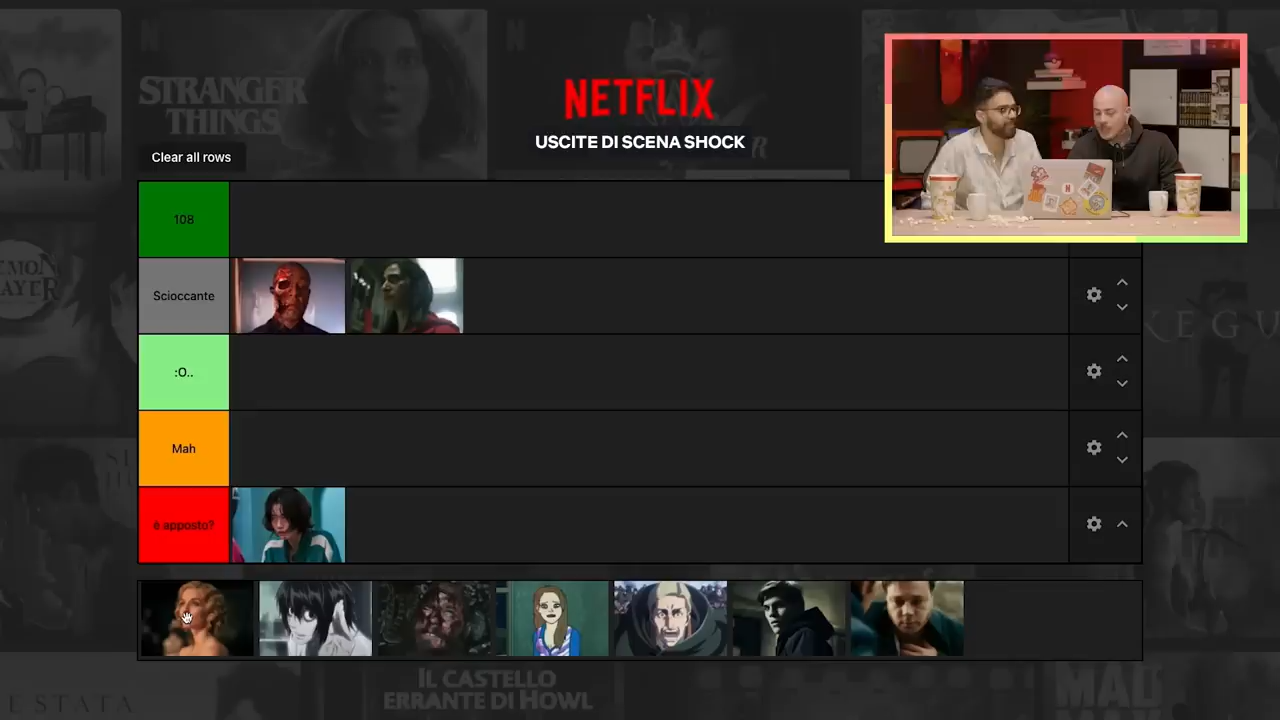 STRANGER
THINGS
NETFLIX
USCITE DI SCENA SHOCK
Clear all rows
108
Scioccante
:O..
Mah
è apposto?
IL CASTELLO
ERRANTE DI HOWL
MAD